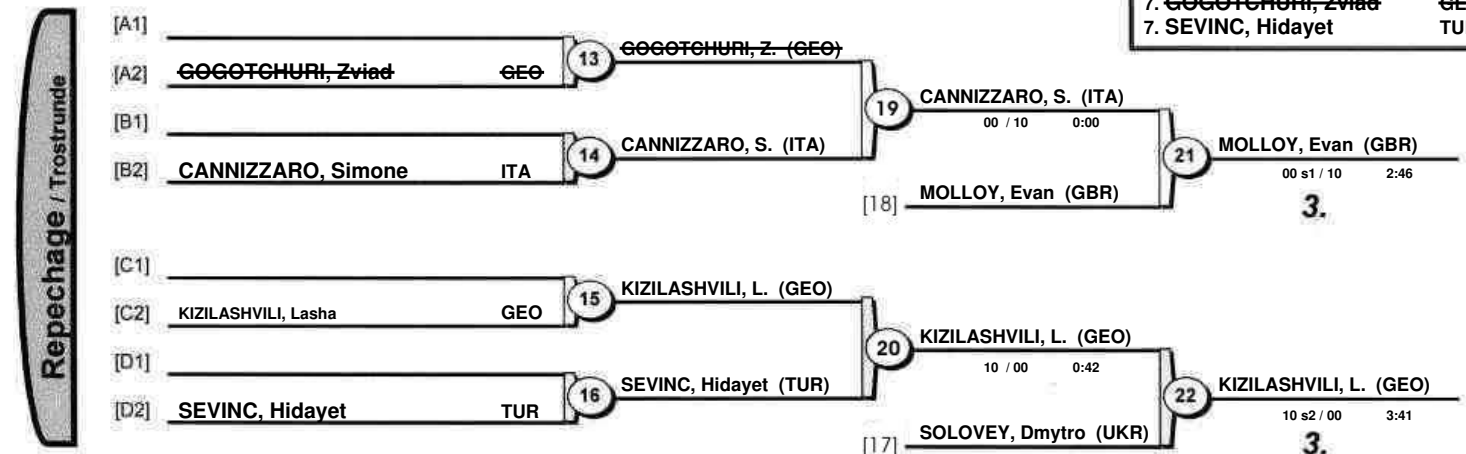 7. GOGOTCHURI, Zviad GE
7. SEVINC, Hidayet TU
Repechage / Trostrunde
[A1]
[A2] GOGOTCHURI, Zviad GEO
13
GOGOTCHURI, Z. (GEO)
[B1]
[B2] CANNIZZARO, Simone ITA
14
CANNIZZARO, S. (ITA)
19
CANNIZZARO, S. (ITA)
00 / 10 0:00
[18] MOLLOY, Evan (GBR)
21
MOLLOY, Evan (GBR)
00 s1 / 10 2:46
3.
[C1]
[C2] KIZILASHVILI, Lasha GEO
15
KIZILASHVILI, L. (GEO)
[D1]
[D2] SEVINC, Hidayet TUR
16
SEVINC, Hidayet (TUR)
20
KIZILASHVILI, L. (GEO)
10 / 00 0:42
[17] SOLOVEY, Dmytro (UKR)
22
KIZILASHVILI, L. (GEO)
10 s2 / 00 3:41
3.